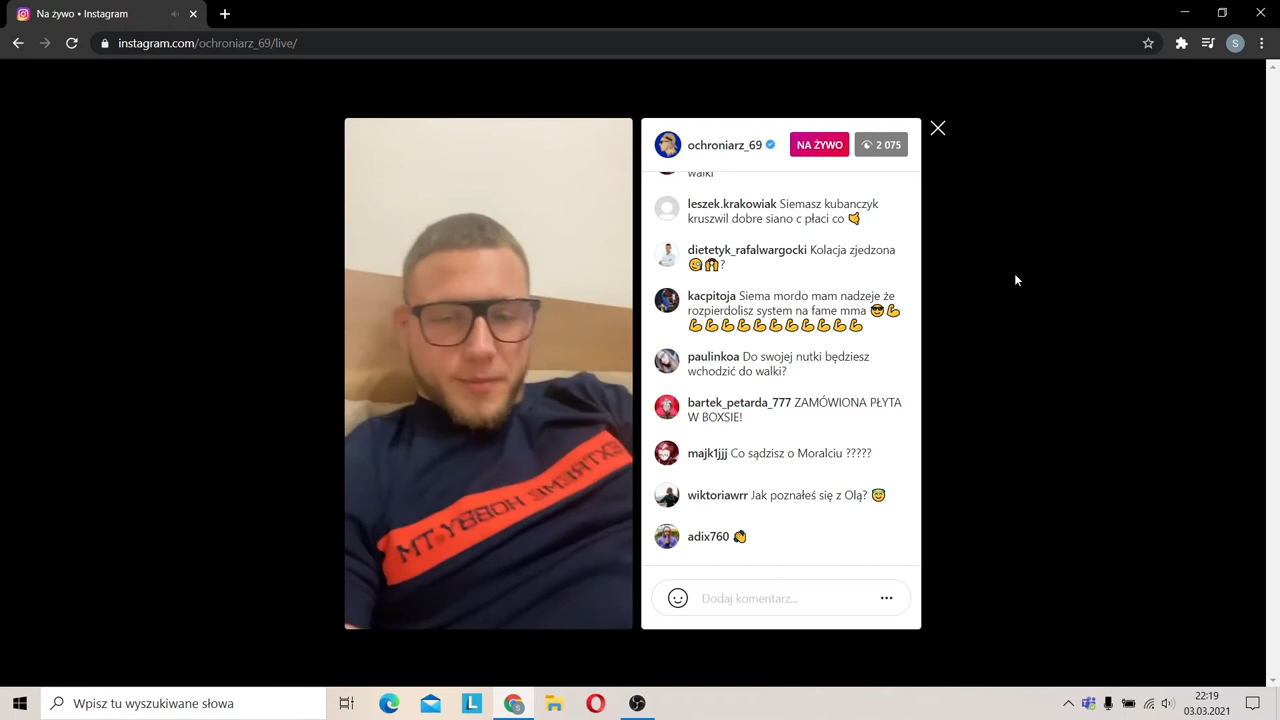 Na żywo • Instagram
instagram.com/ochroniarz_69/live/
S
ochroniarz_69
NA ŻYWO
2 075
walki
leszek.krakowiak Siemasz kubanczyk
kruszwil dobre siano c płaci co 🤙
dietetyk_rafalwargocki Kolacja zjedzona
?
kacpitoja Siema mordo mam nadzeje że
rozpierdolisz system na fame mma 😎💪
💪💪💪💪💪💪💪💪💪💪💪
paulinkoa Do swojej nutki będziesz
wchodzić do walki?
bartek_petarda_777 ZAMÓWIONA PŁYTA
W BOXSIE!
majk1jjj Co sądzisz o Moralciu ?????
wiktoriawrr Jak poznałeś się z Olą? 😇
adix760 👏
Dodaj komentarz...
EXTREME HOBBY.TM
Wpisz tu wyszukiwane słowa
L
S
22:19
03.03.2021